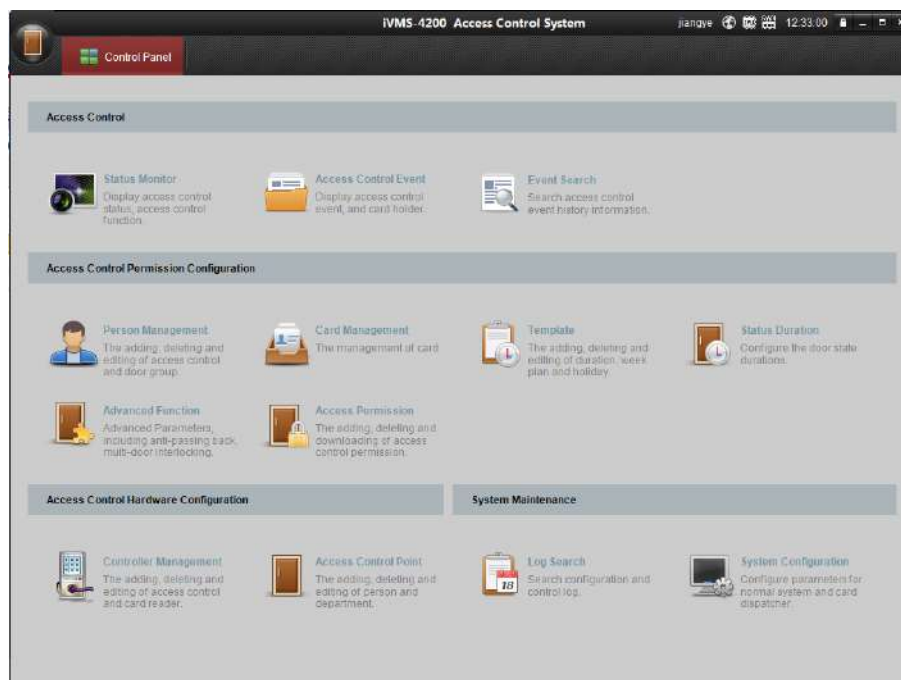 iVMS-4200 Access Control System
jiangye
12:33:00
Control Panel
Access Control
Status Monitor
Display access control
status, access control
function.
Access Control Event
Display access control
event, and card holder.
Event Search
Search access control
event history information.
Access Control Permission Configuration
Person Management
The adding, deleting and
editing of access control
and door group.
Card Management
The management of card
Template
The adding, deleting and
editing of duration, week
plan and holiday.
Status Duration
Configure the door state
durations.
Advanced Function
Advanced Parameters,
including anti-passing back,
multi-door interlocking.
Access Permission
The adding, deleting and
downloading of access
control permission.
Access Control Hardware Configuration
System Maintenance
Controller Management
The adding, deleting and
editing of access control
and card reader.
Access Control Point
The adding, deleting and
editing of person and
department.
18
Log Search
Search configuration and
control log.
System Configuration
Configure parameters for
normal system and card
dispatcher.